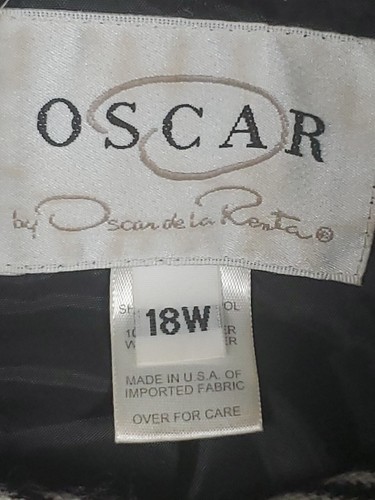 OSCAR
by Oscar de la Renta ®
18W
MADE IN U.S.A. OF
IMPORTED FABRIC
OVER FOR CARE